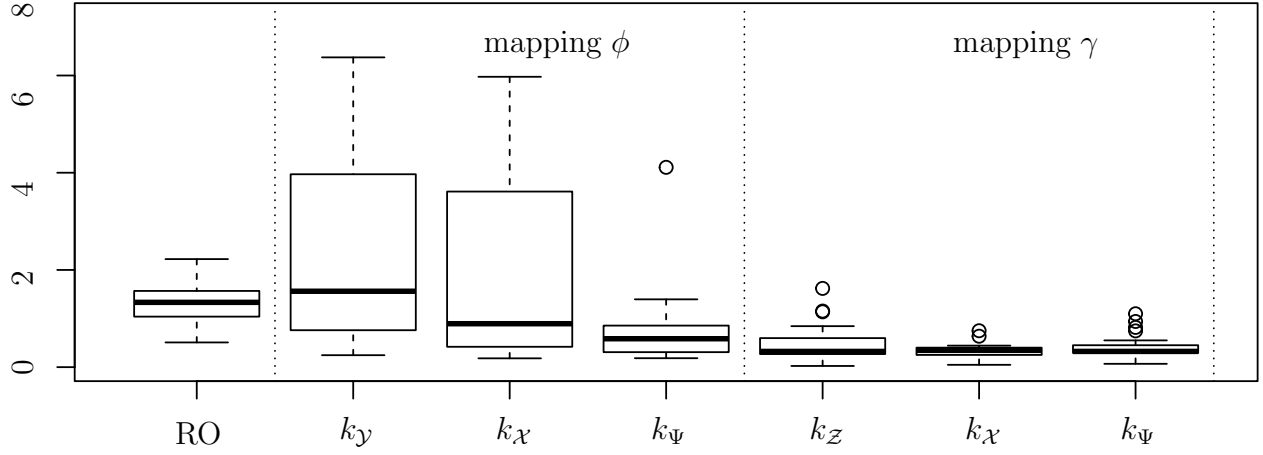 mapping ϕ mapping γ
8
6
4
2
0
RO k𝒴 k𝒳 kΨ k𝒵 k𝒳 kΨ